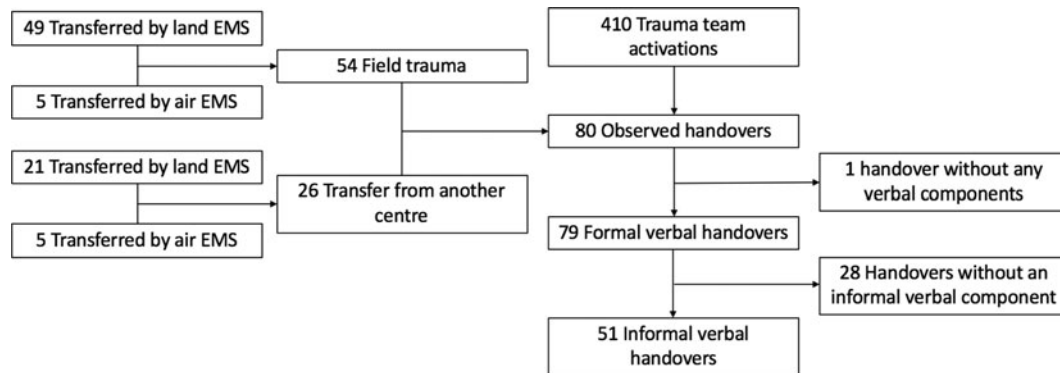 49 Transferred by land EMS
5 Transferred by air EMS
54 Field trauma
21 Transferred by land EMS
5 Transferred by air EMS
26 Transfer from another
centre
410 Trauma team
activations
80 Observed handovers
1 handover without any
verbal components
79 Formal verbal handovers
28 Handovers without an
informal verbal component
51 Informal verbal
handovers